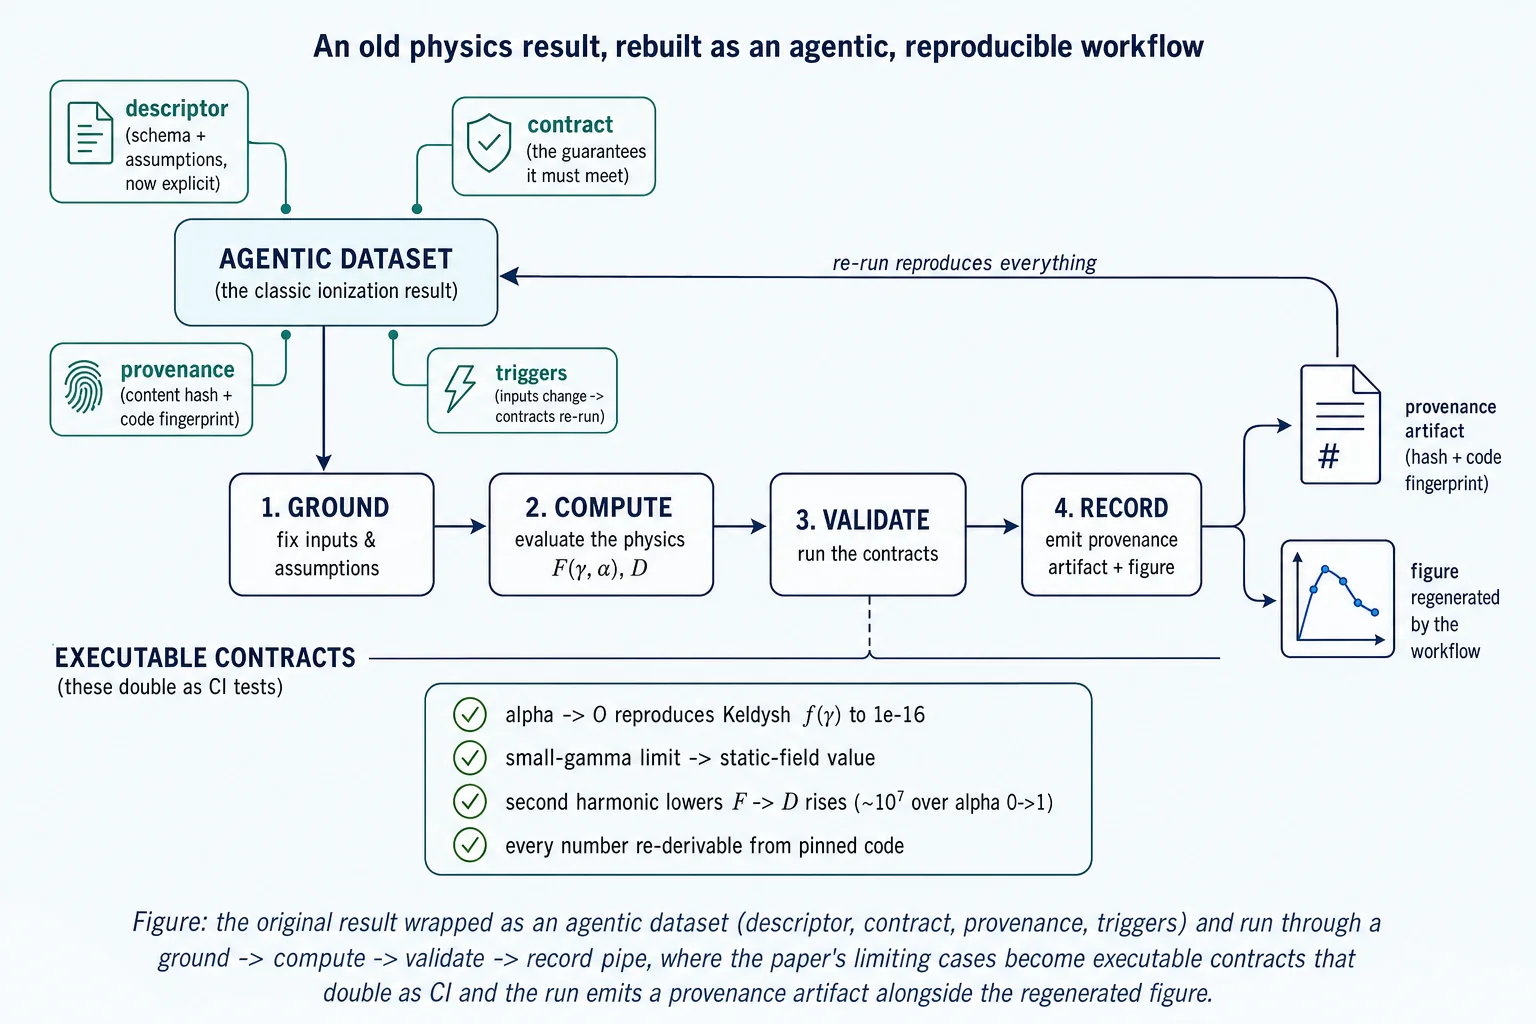 An old physics result, rebuilt as an agentic, reproducible workflow
descriptor
(schema +
assumptions,
now explicit)
contract
(the guarantees
it must meet)
AGENTIC DATASET
(the classic ionization result)
re-run reproduces everything
provenance
(content hash +
code fingerprint)
triggers
(inputs change ->
contracts re-run)
1. GROUND
fix inputs &
assumptions
2. COMPUTE
evaluate the physics
F(γ, α), D
3. VALIDATE
run the contracts
4. RECORD
emit provenance
artifact + figure
#
provenance
artifact
(hash + code
fingerprint)
figure
regenerated
by the
workflow
EXECUTABLE CONTRACTS
(these double as CI tests)
alpha -> O reproduces Keldysh f(γ) to 1e-16
small-gamma limit -> static-field value
second harmonic lowers F -> D rises (~10⁷ over alpha 0->1)
every number re-derivable from pinned code
Figure: the original result wrapped as an agentic dataset (descriptor, contract, provenance, triggers) and run through a
ground -> compute -> validate -> record pipe, where the paper's limiting cases become executable contracts that
double as CI and the run emits a provenance artifact alongside the regenerated figure.